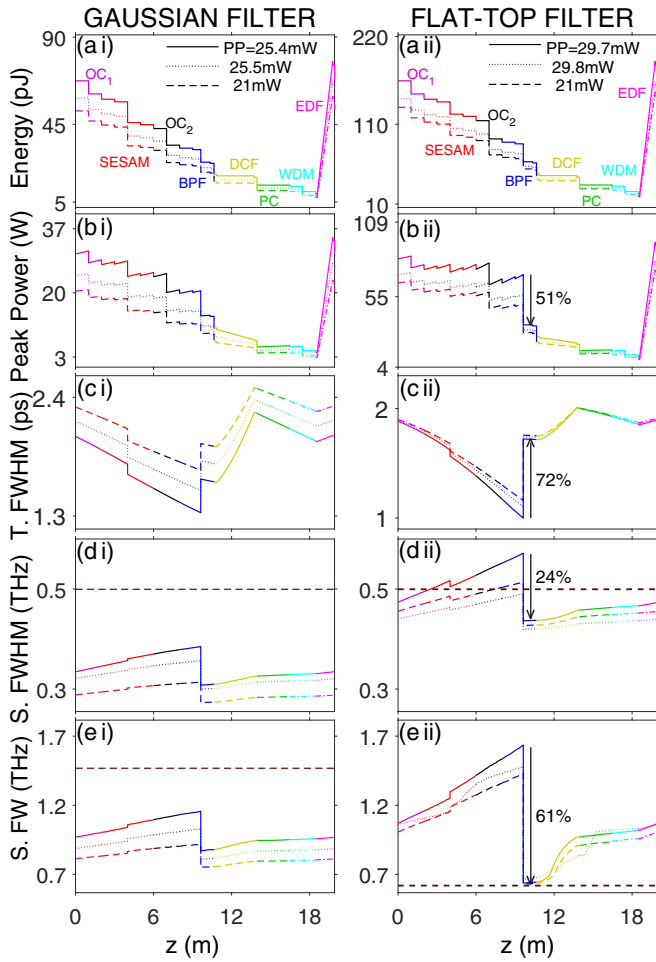 GAUSSIAN FILTER
FLAT-TOP FILTER
Energy (pJ)
90
45
5
(a i)
PP=25.4mW
25.5mW
21mW
OC1
SESAM
OC2
BPF
DCF
PC
WDM
EDF
220
110
10
(a ii)
PP=29.7mW
29.8mW
21mW
OC1
SESAM
OC2
BPF
DCF
PC
WDM
EDF
Peak Power (W)
37
20
3
(b i)
109
55
4
(b ii)
51%
T. FWHM (ps)
2.4
1.3
(c i)
2
1
(c ii)
72%
S. FWHM (THz)
0.5
0.3
(d i)
0.5
0.3
(d ii)
24%
S. FW (THz)
1.7
1.2
0.7
(e i)
1.7
1.2
0.7
(e ii)
61%
0 6 12 18
z (m)
0 6 12 18
z (m)